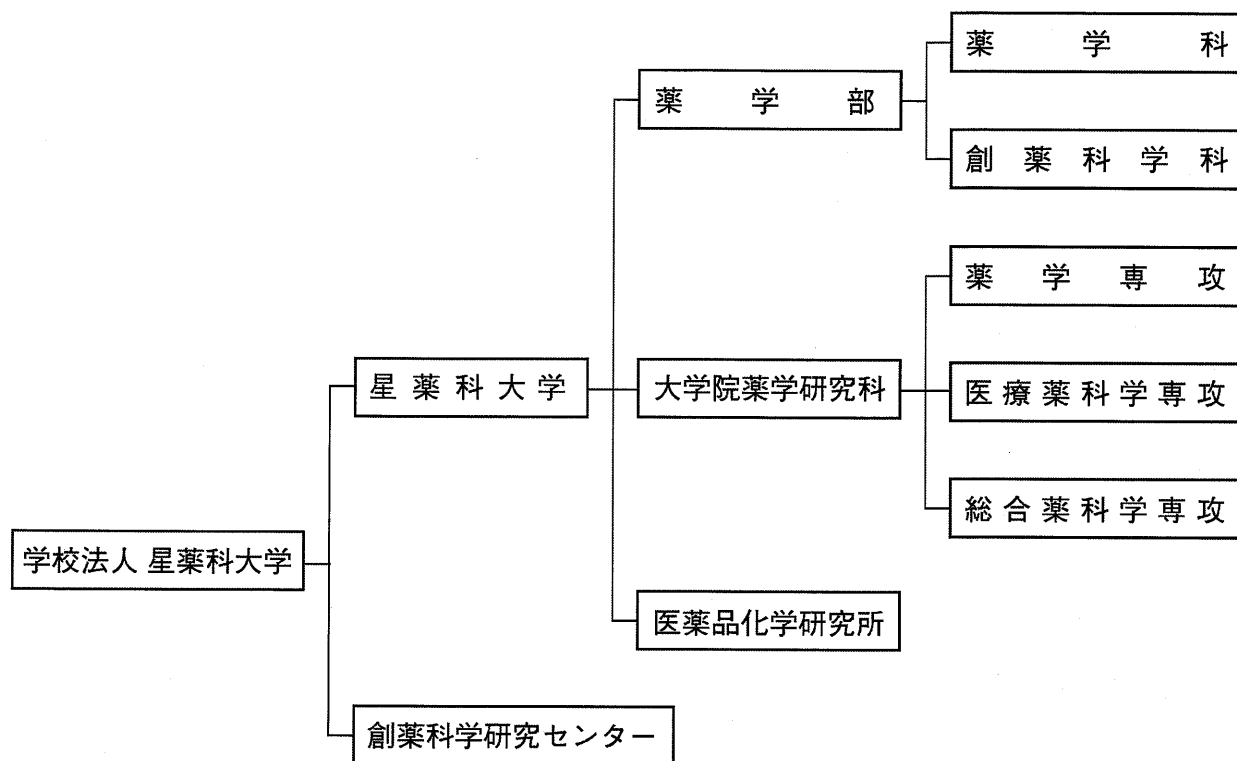 薬学科
薬学部
創薬科学科
薬学専攻
星薬科大学
大学院薬学研究科
医療薬科学専攻
総合薬科学専攻
学校法人 星薬科大学
医薬品化学研究所
創薬科学研究センター